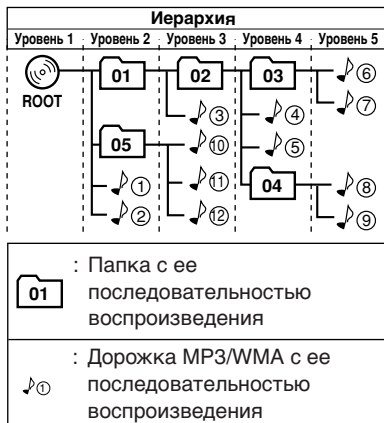 Иерархия
Уровень 1 Уровень 2 Уровень 3 Уровень 4 Уровень 5
01 02 03 ⑥
ROOT ⑦
③ ④
05 ⑩ ⑤
① ⑪ 04 ⑧
② ⑫ ⑨
01 : Папка с ее
последовательностью
воспроизведения
① : Дорожка MP3/WMA с ее
последовательностью
воспроизведения